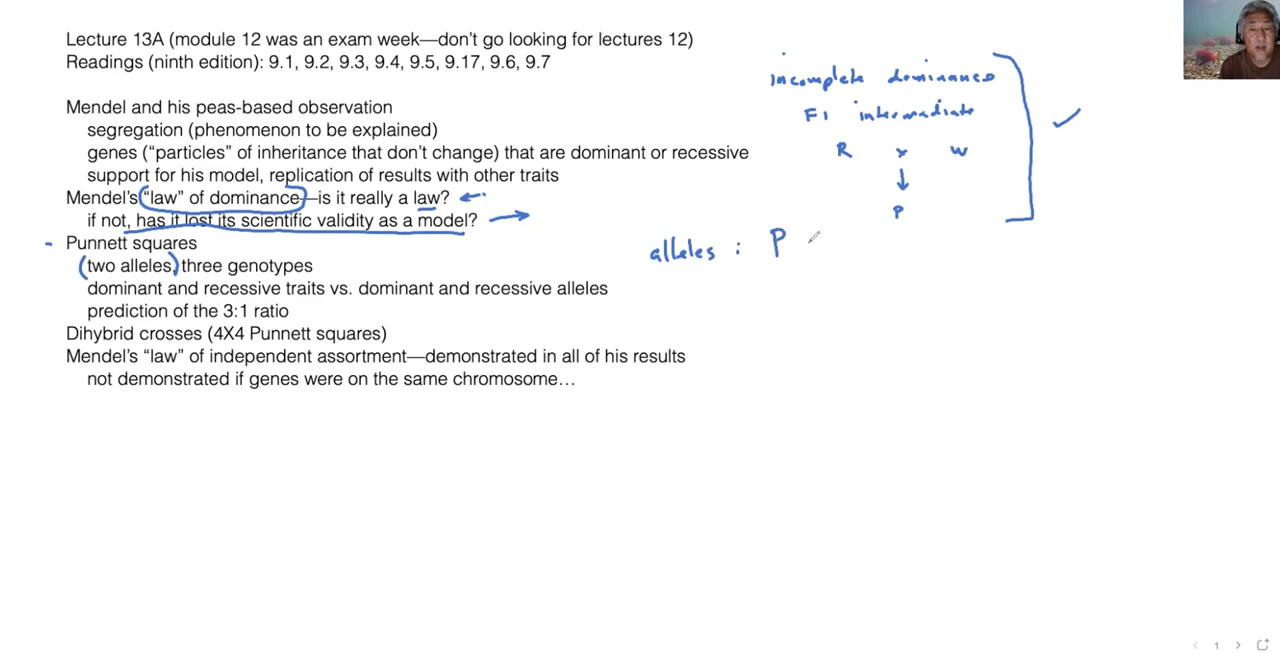 Lecture 13A (module 12 was an exam week—don't go looking for lectures 12)
Readings (ninth edition): 9.1, 9.2, 9.3, 9.4, 9.5, 9.17, 9.6, 9.7
Mendel and his peas-based observation
segregation (phenomenon to be explained)
genes (“particles” of inheritance that don't change) that are dominant or recessive
support for his model, replication of results with other traits
Mendel's “law” of dominance—is it really a law?
if not, has it lost its scientific validity as a model?
Punnett squares
two alleles, three genotypes
dominant and recessive traits vs. dominant and recessive alleles
prediction of the 3:1 ratio
Dihybrid crosses (4X4 Punnett squares)
Mendel's “law” of independent assortment—demonstrated in all of his results
not demonstrated if genes were on the same chromosome…
incomplete dominance
F1 intermediate
R x W
P
alleles : P
1